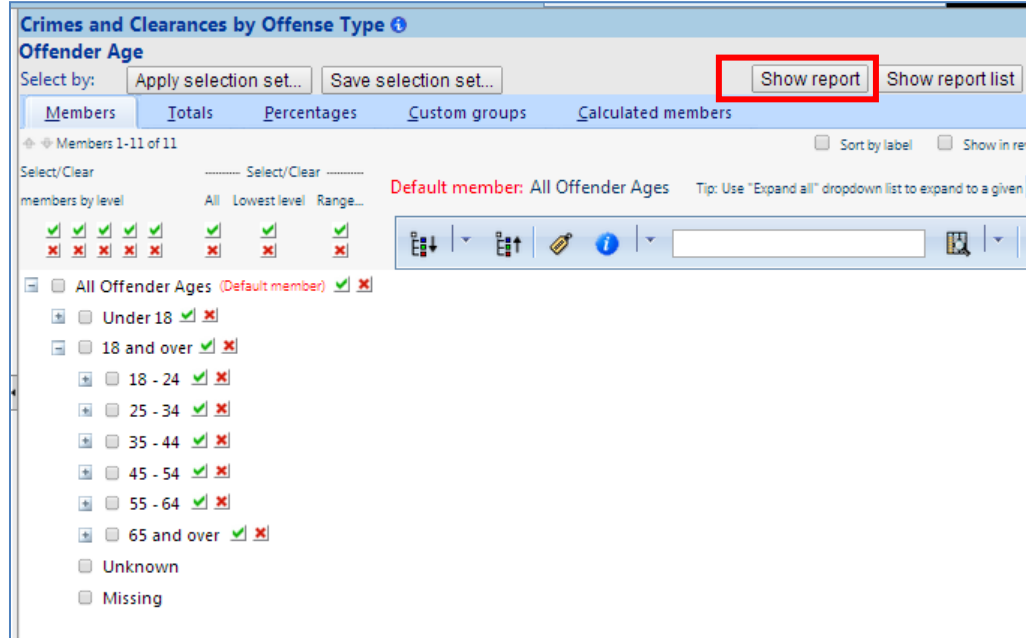 Crimes and Clearances by Offense Type
Offender Age
Select by: Apply selection set... Save selection set... Show report Show report list
Members Totals Percentages Custom groups Calculated members
Members 1-11 of 11 Sort by label Show in re
Select/Clear ---------- Select/Clear ----------
members by level All Lowest level Range...
Default member: All Offender Ages Tip: Use "Expand all" dropdown list to expand to a given
All Offender Ages (Default member)
Under 18
18 and over
18 - 24
25 - 34
35 - 44
45 - 54
55 - 64
65 and over
Unknown
Missing